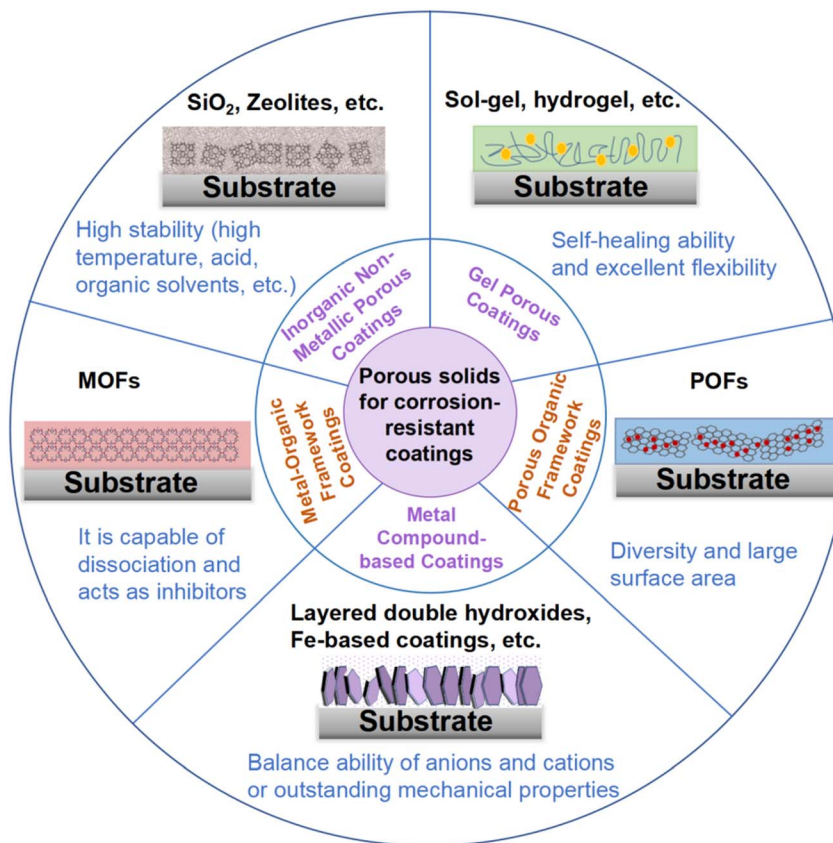 SiO₂, Zeolites, etc.
Substrate
High stability (high
temperature, acid,
organic solvents, etc.)
Sol-gel, hydrogel, etc.
Substrate
Self-healing ability
and excellent flexibility
Inorganic Non-
Metallic Porous
Coatings
Gel Porous
Coatings
MOFs
Substrate
It is capable of
dissociation and
acts as inhibitors
Metal-Organic
Framework
Coatings
Porous solids
for corrosion-
resistant
coatings
Porous Organic
Framework
Coatings
POFs
Substrate
Diversity and large
surface area
Metal
Compound-
based Coatings
Layered double hydroxides,
Fe-based coatings, etc.
Substrate
Balance ability of anions and cations
or outstanding mechanical properties